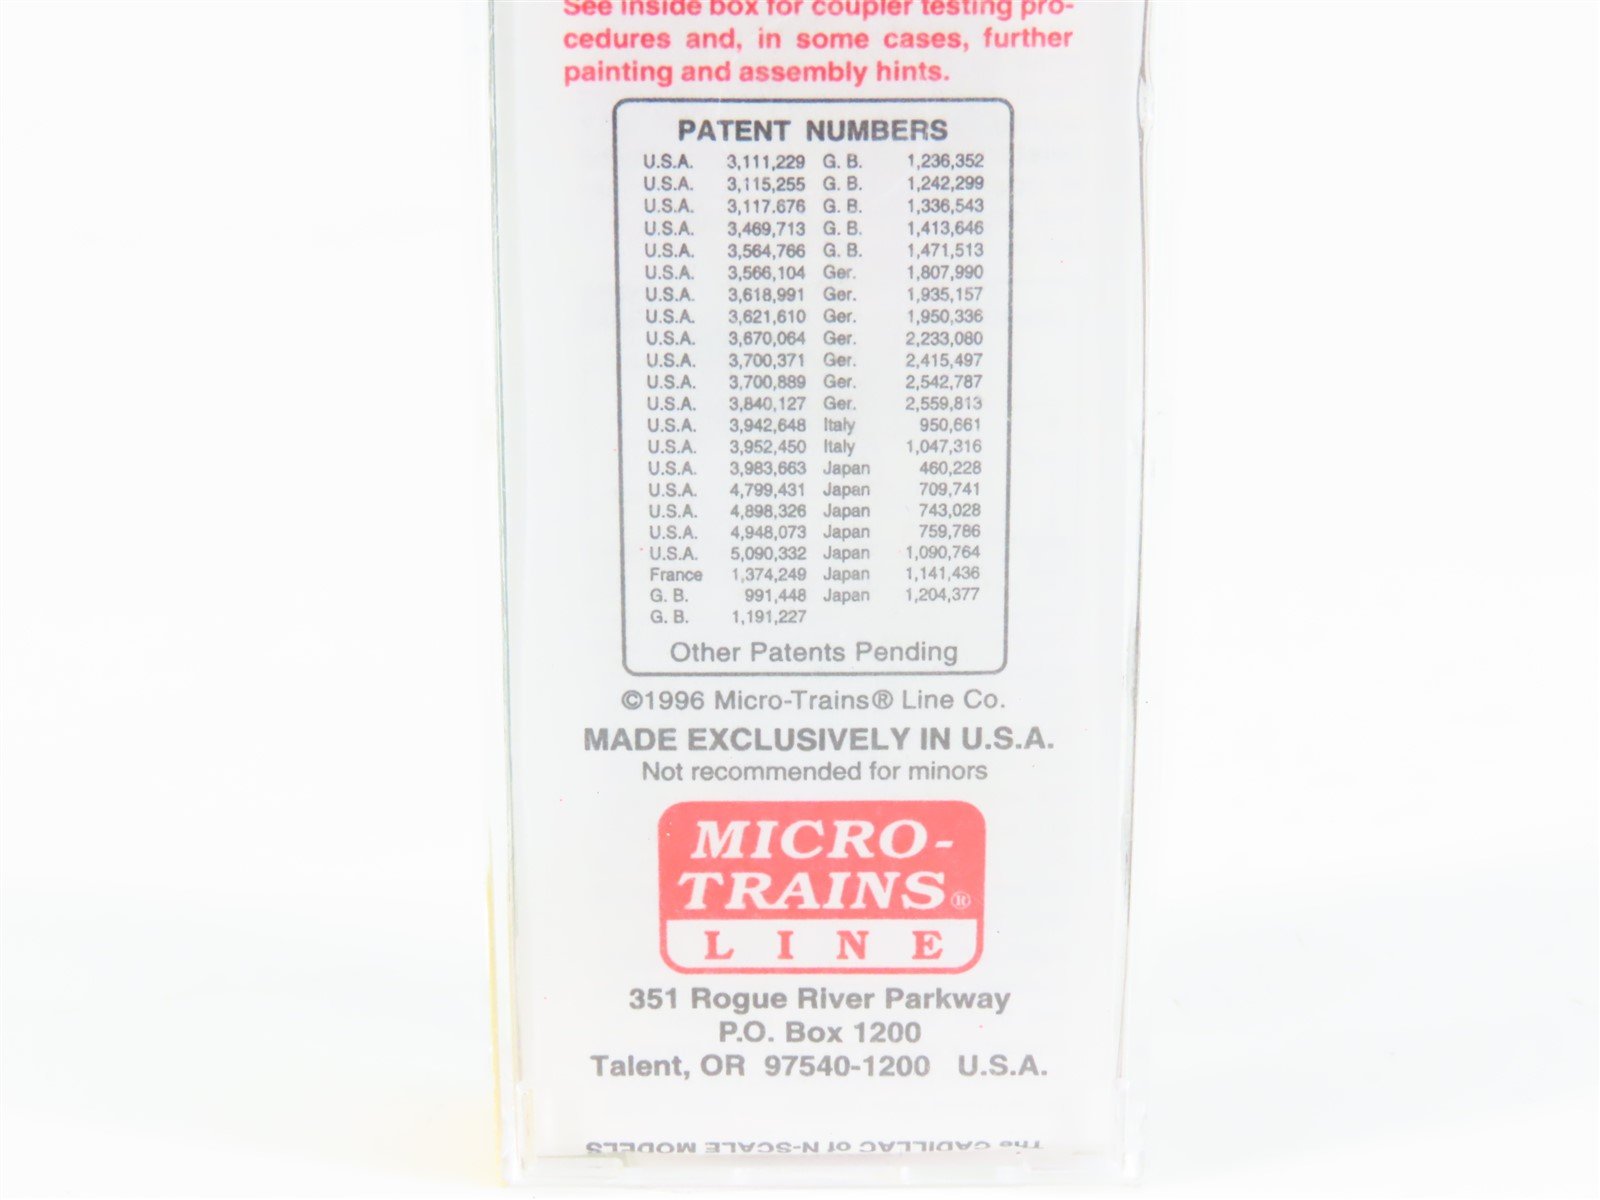 See inside box for coupler testing pro-
cedures and, in some cases, further
painting and assembly hints.
PATENT NUMBERS
U.S.A. 3,111,229 G. B. 1,236,352
U.S.A. 3,115,255 G. B. 1,242,299
U.S.A. 3,117,676 G. B. 1,336,543
U.S.A. 3,469,713 G. B. 1,413,646
U.S.A. 3,564,766 G. B. 1,471,513
U.S.A. 3,566,104 Ger. 1,807,990
U.S.A. 3,618,991 Ger. 1,935,157
U.S.A. 3,621,610 Ger. 1,950,336
U.S.A. 3,670,064 Ger. 2,233,080
U.S.A. 3,700,371 Ger. 2,415,497
U.S.A. 3,700,889 Ger. 2,542,787
U.S.A. 3,840,127 Ger. 2,559,813
U.S.A. 3,942,648 Italy 950,661
U.S.A. 3,952,450 Italy 1,047,316
U.S.A. 3,983,663 Japan 460,228
U.S.A. 4,799,431 Japan 709,741
U.S.A. 4,898,326 Japan 743,028
U.S.A. 4,948,073 Japan 759,786
U.S.A. 5,090,332 Japan 1,090,764
France 1,374,249 Japan 1,141,436
G. B. 991,448 Japan 1,204,377
G. B. 1,191,227
Other Patents Pending
©1996 Micro-Trains® Line Co.
MADE EXCLUSIVELY IN U.S.A.
Not recommended for minors
MICRO-
TRAINS®
LINE
351 Rogue River Parkway
P.O. Box 1200
Talent, OR 97540-1200 U.S.A.
The CADILLAC of N-SCALE MODELS